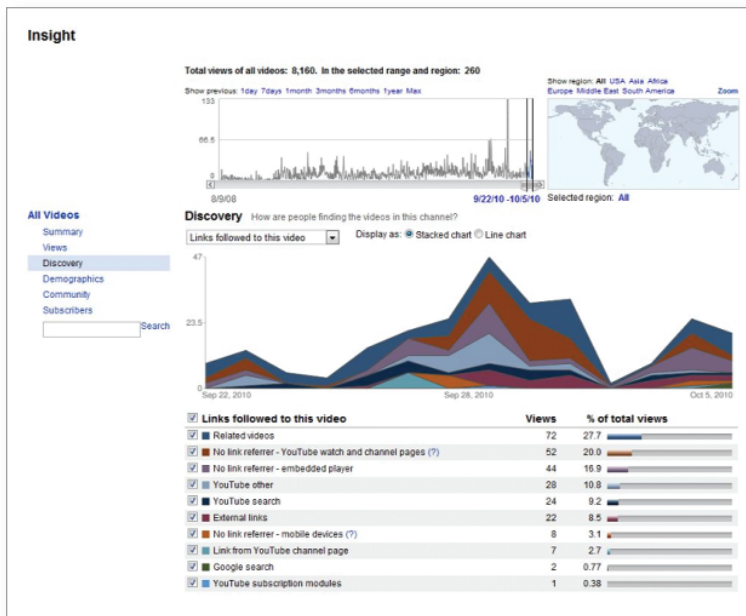 Insight
Total views of all videos: 8,160. In the selected range and region: 260
Show previous: 1day 7days 1month 3months 6months 1year Max
Show region: All USA Asia Africa
Europe Middle East South America Zoom
133
66.5
0
8/9/08 9/22/10 -10/5/10
Selected region: All
All Videos
Summary
Views
Discovery
Demographics
Community
Subscribers
Search
Discovery How are people finding the videos in this channel?
Links followed to this video Display as: Stacked chart Line chart
47
23.5
0
Sep 22, 2010 Sep 28, 2010 Oct 5, 2010
Links followed to this video Views % of total views
Related videos 72 27.7
No link referrer - YouTube watch and channel pages (?) 52 20.0
No link referrer - embedded player 44 16.9
YouTube other 28 10.8
YouTube search 24 9.2
External links 22 8.5
No link referrer - mobile devices (?) 8 3.1
Link from YouTube channel page 7 2.7
Google search 2 0.77
YouTube subscription modules 1 0.38